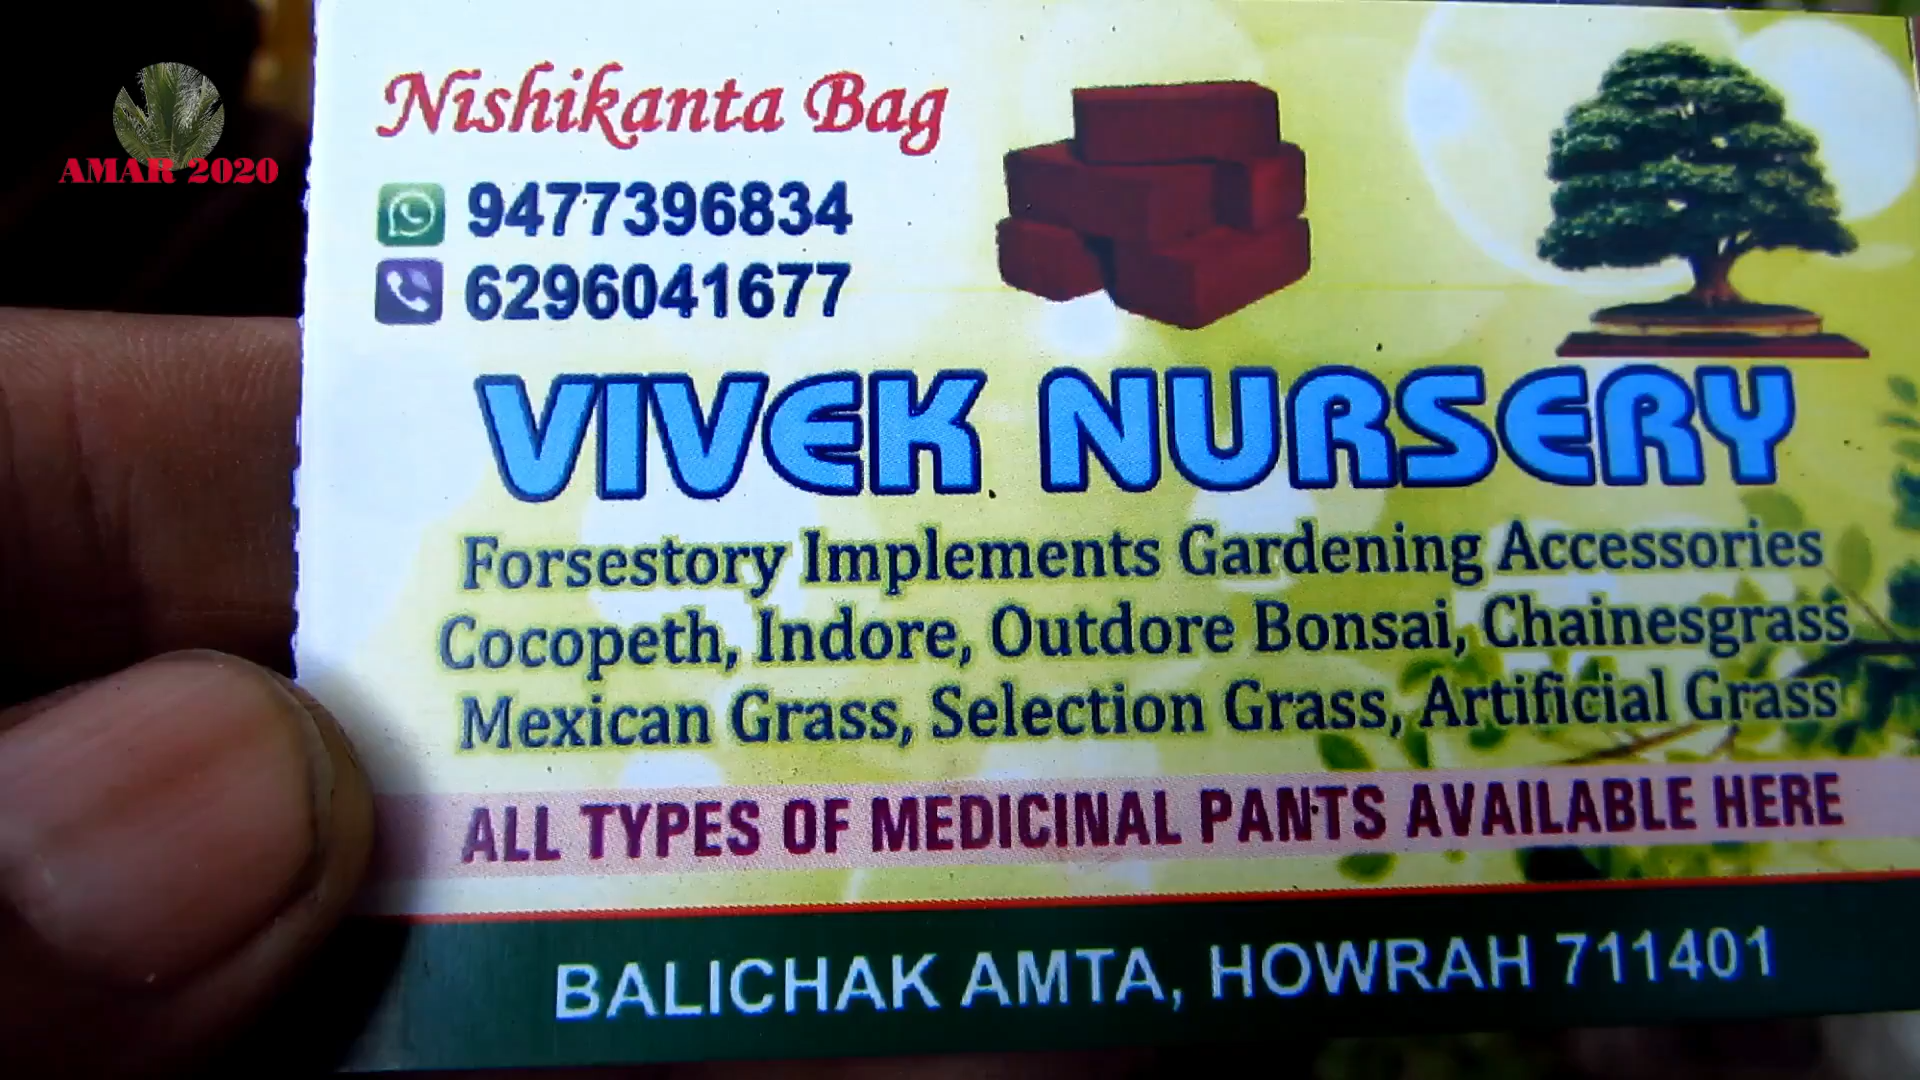 AMAR 2020
Nishikanta Bag
9477396834
6296041677
VIVEK NURSERY
Forsestory Implements Gardening Accessories
Cocopeth, Indore, Outdore Bonsai, Chainesgrass
Mexican Grass, Selection Grass, Artificial Grass
ALL TYPES OF MEDICINAL PANTS AVAILABLE HERE
BALICHAK AMTA, HOWRAH 711401